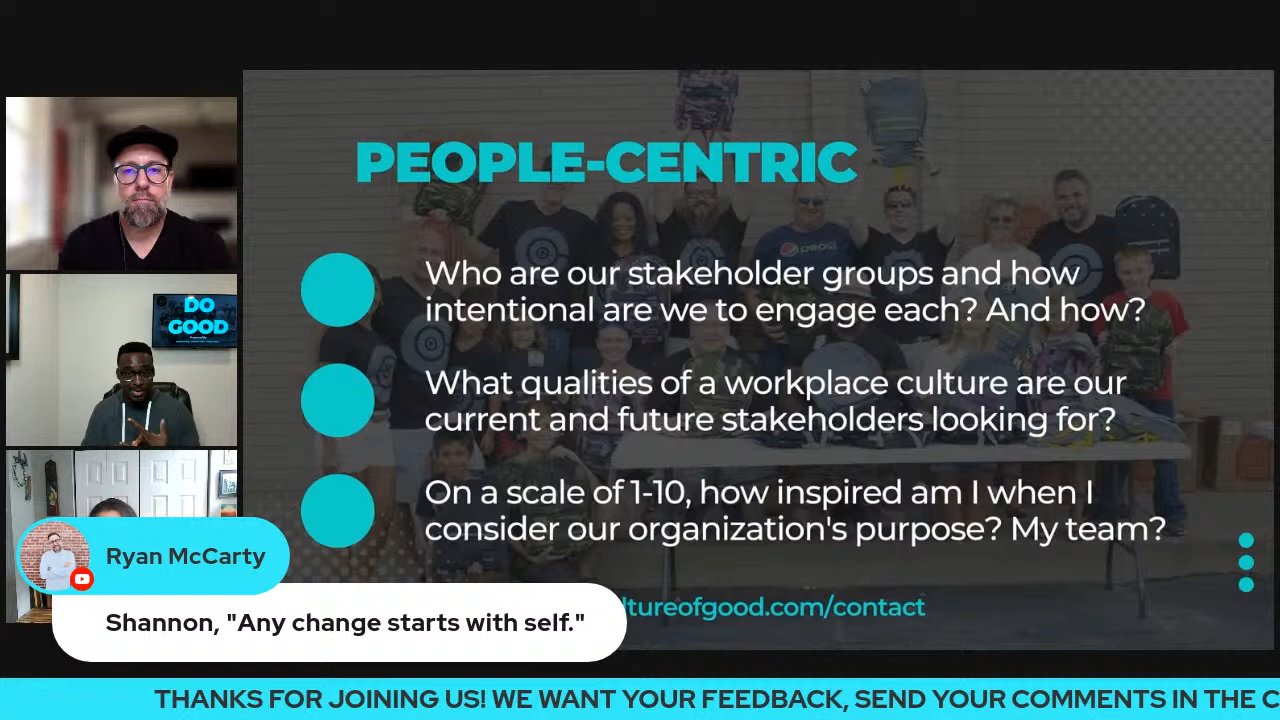 PEOPLE-CENTRIC
Who are our stakeholder groups and how
intentional are we to engage each? And how?
What qualities of a workplace culture are our
current and future stakeholders looking for?
On a scale of 1-10, how inspired am I when I
consider our organization's purpose? My team?
ltureofgood.com/contact
DO
GOOD
pepsi
Ryan McCarty
Shannon, "Any change starts with self."
THANKS FOR JOINING US! WE WANT YOUR FEEDBACK, SEND YOUR COMMENTS IN THE C